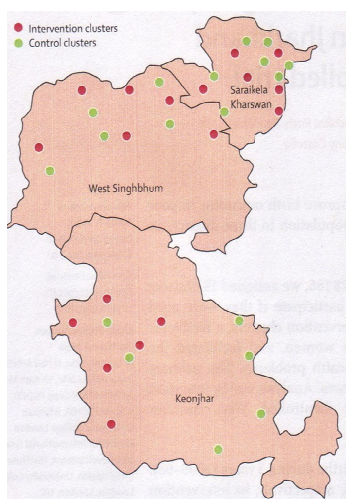 Intervention clusters
Control clusters
Saraikela
Kharswan
West Singhbhum
Keonjhar